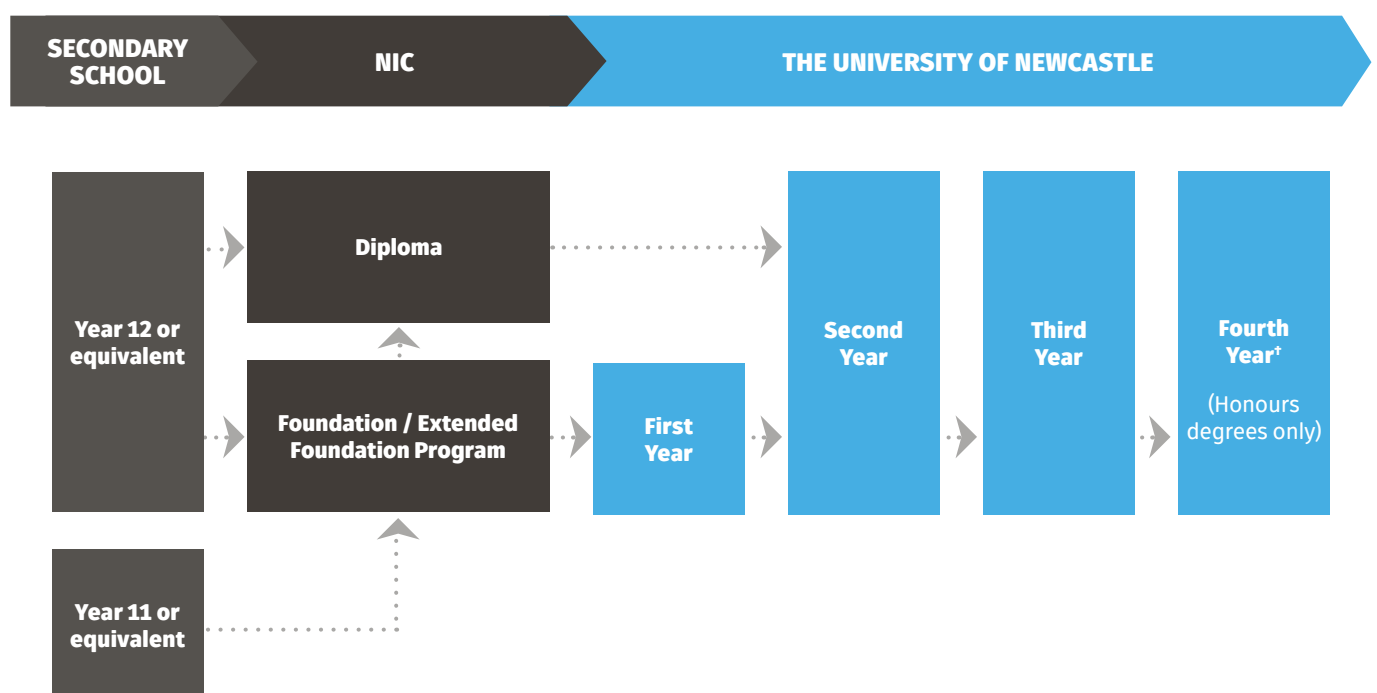 SECONDARY
SCHOOL
NIC
THE UNIVERSITY OF NEWCASTLE
Year 12 or
equivalent
Diploma
Foundation / Extended
Foundation Program
First
Year
Second
Year
Third
Year
Fourth
Year†
(Honours
degrees only)
Year 11 or
equivalent